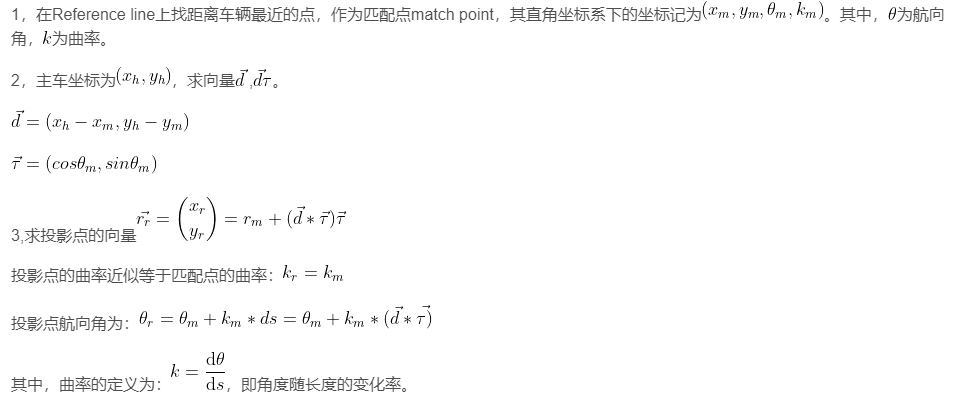 1，在Reference line上找距离车辆最近的点，作为匹配点match point，其直角坐标系下的坐标记为$(x_m, y_m, \theta_m, k_m)$。其中，$\theta$为航向
角，$k$为曲率。
2，主车坐标为$(x_h, y_h)$，求向量$\vec{d}$ ,$\vec{d\tau}$。
$\vec{d} = (x_h - x_m, y_h - y_m)$
$\vec{\tau} = (cos\theta_m, sin\theta_m)$
3,求投影点的向量$\vec{r_r} = \begin{pmatrix} x_r \\ y_r \end{pmatrix} = r_m + (\vec{d} * \vec{\tau})\vec{\tau}$
投影点的曲率近似等于匹配点的曲率：$k_r = k_m$
投影点航向角为：$\theta_r = \theta_m + k_m * ds = \theta_m + k_m * (\vec{d} * \vec{\tau})$
其中，曲率的定义为：$k = \frac{\mathrm{d}\theta}{\mathrm{d}s}$，即角度随长度的变化率。